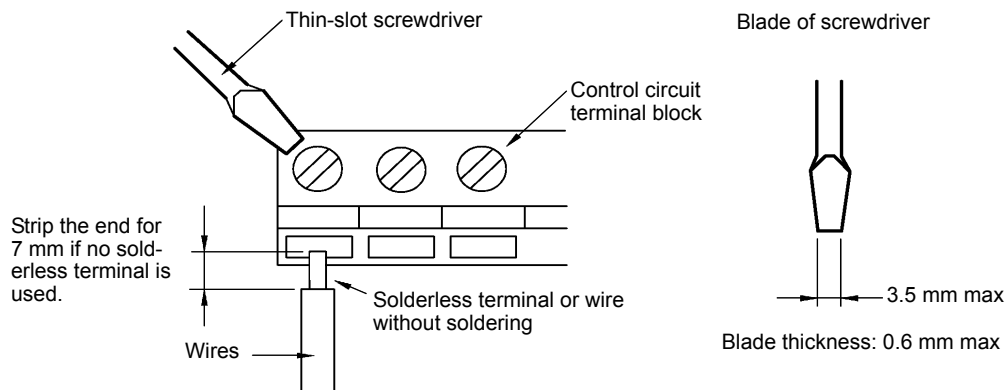 Thin-slot screwdriver
Blade of screwdriver
Control circuit
terminal block
Strip the end for
7 mm if no sold-
erless terminal is
used.
Solderless terminal or wire
without soldering
Wires
3.5 mm max
Blade thickness: 0.6 mm max